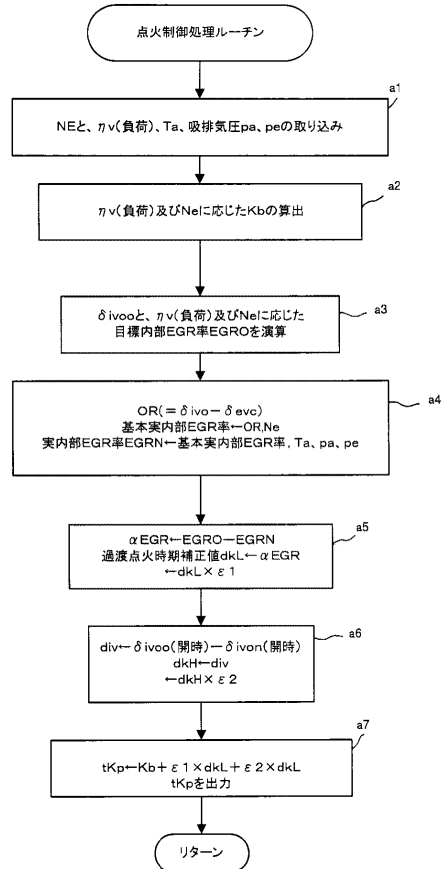 点火制御処理ルーチン
a1
NEと、ηv(負荷)、Ta、吸排気圧pa、peの取り込み
a2
ηv(負荷)及びNeに応じたKbの算出
a3
δivooと、ηv(負荷)及びNeに応じた
目標内部EGR率EGROを演算
a4
OR(=δivo-δevc)
基本実内部EGR率←OR,Ne
実内部EGR率EGRN←基本実内部EGR率,Ta,pa,pe
a5
αEGR←EGRO-EGRN
過渡点火時期補正値dkL←αEGR
←dkL×ε1
a6
div←δivoo(開時)-δivon(開時)
dkH←div
←dkH×ε2
a7
tKp←Kb+ε1×dkL+ε2×dkL
tKpを出力
リターン